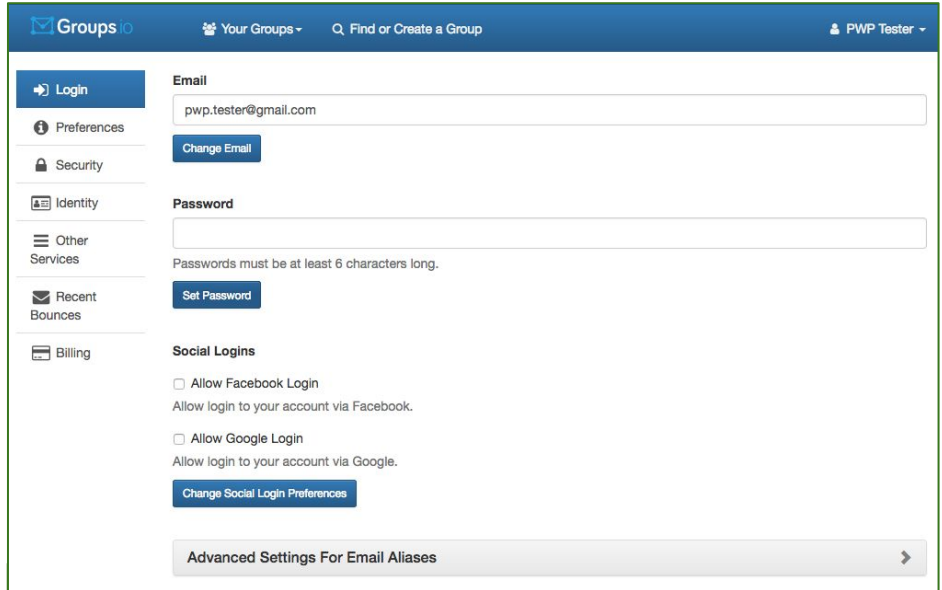 Groups.io
Your Groups
Find or Create a Group
PWP Tester
Login
Preferences
Security
Identity
Other
Services
Recent
Bounces
Billing
Email
pwp.tester@gmail.com
Change Email
Password
Passwords must be at least 6 characters long.
Set Password
Social Logins
Allow Facebook Login
Allow login to your account via Facebook.
Allow Google Login
Allow login to your account via Google.
Change Social Login Preferences
Advanced Settings For Email Aliases